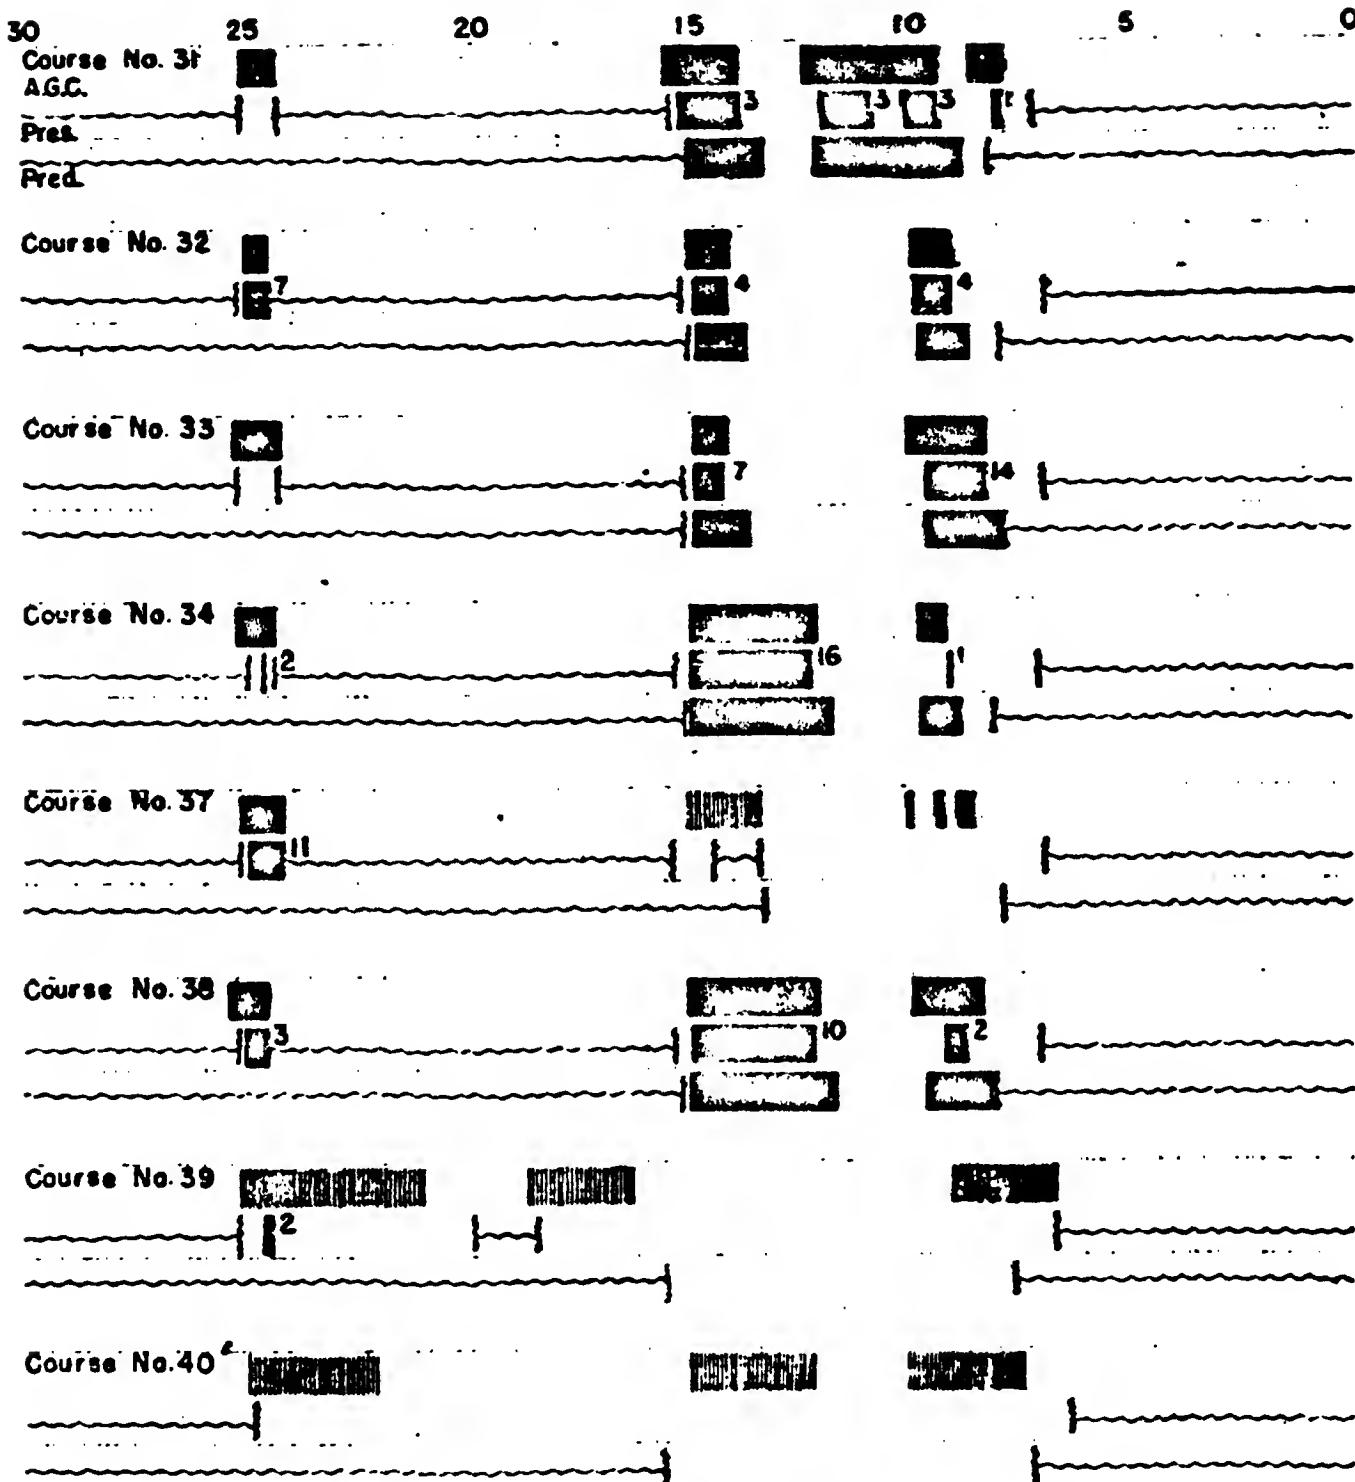 30 25 20 15 10 5 0
Course No. 31
A.G.C.
3 3 3 1
Pres.
Pred.
Course No. 32
7 4 4
Course No. 33
7 14
Course No. 34
2 16 1
Course No. 37
11
Course No. 38
3 10 2
Course No. 39
2
Course No. 40